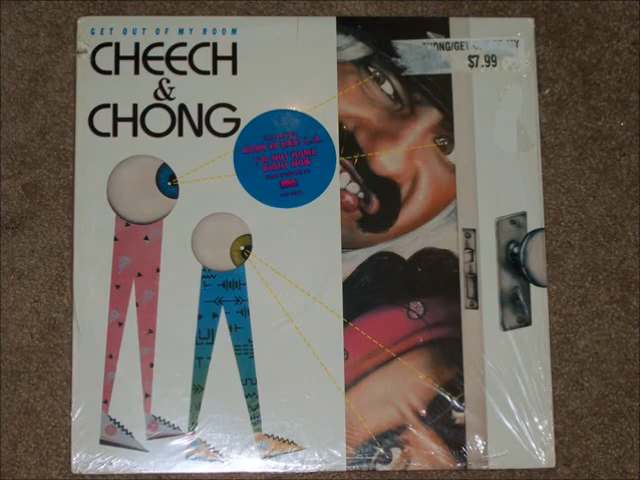 GET OUT OF MY ROOM
CHEECH
&
CHONG
$7.99
BORN IN EAST L.A.
I'M NOT HOME
RIGHT NOW